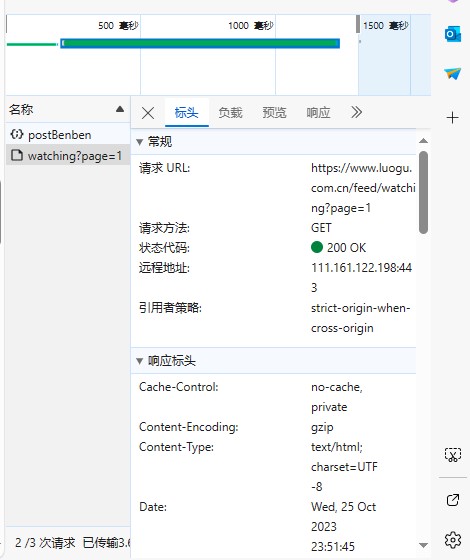 500 毫秒
1000 毫秒
1500 毫秒
名称
标头
负载
预览
响应
postBenben
watching?page=1
常规
请求 URL:
https://www.luogu.
com.cn/feed/watchi
ng?page=1
请求方法:
GET
状态代码:
200 OK
远程地址:
111.161.122.198:44
3
引用者策略:
strict-origin-when-
cross-origin
响应标头
Cache-Control:
no-cache,
private
Content-Encoding:
gzip
Content-Type:
text/html;
charset=UTF
-8
Date:
Wed, 25 Oct
2023
23:51:45
2 /3 次请求 已传输3.6